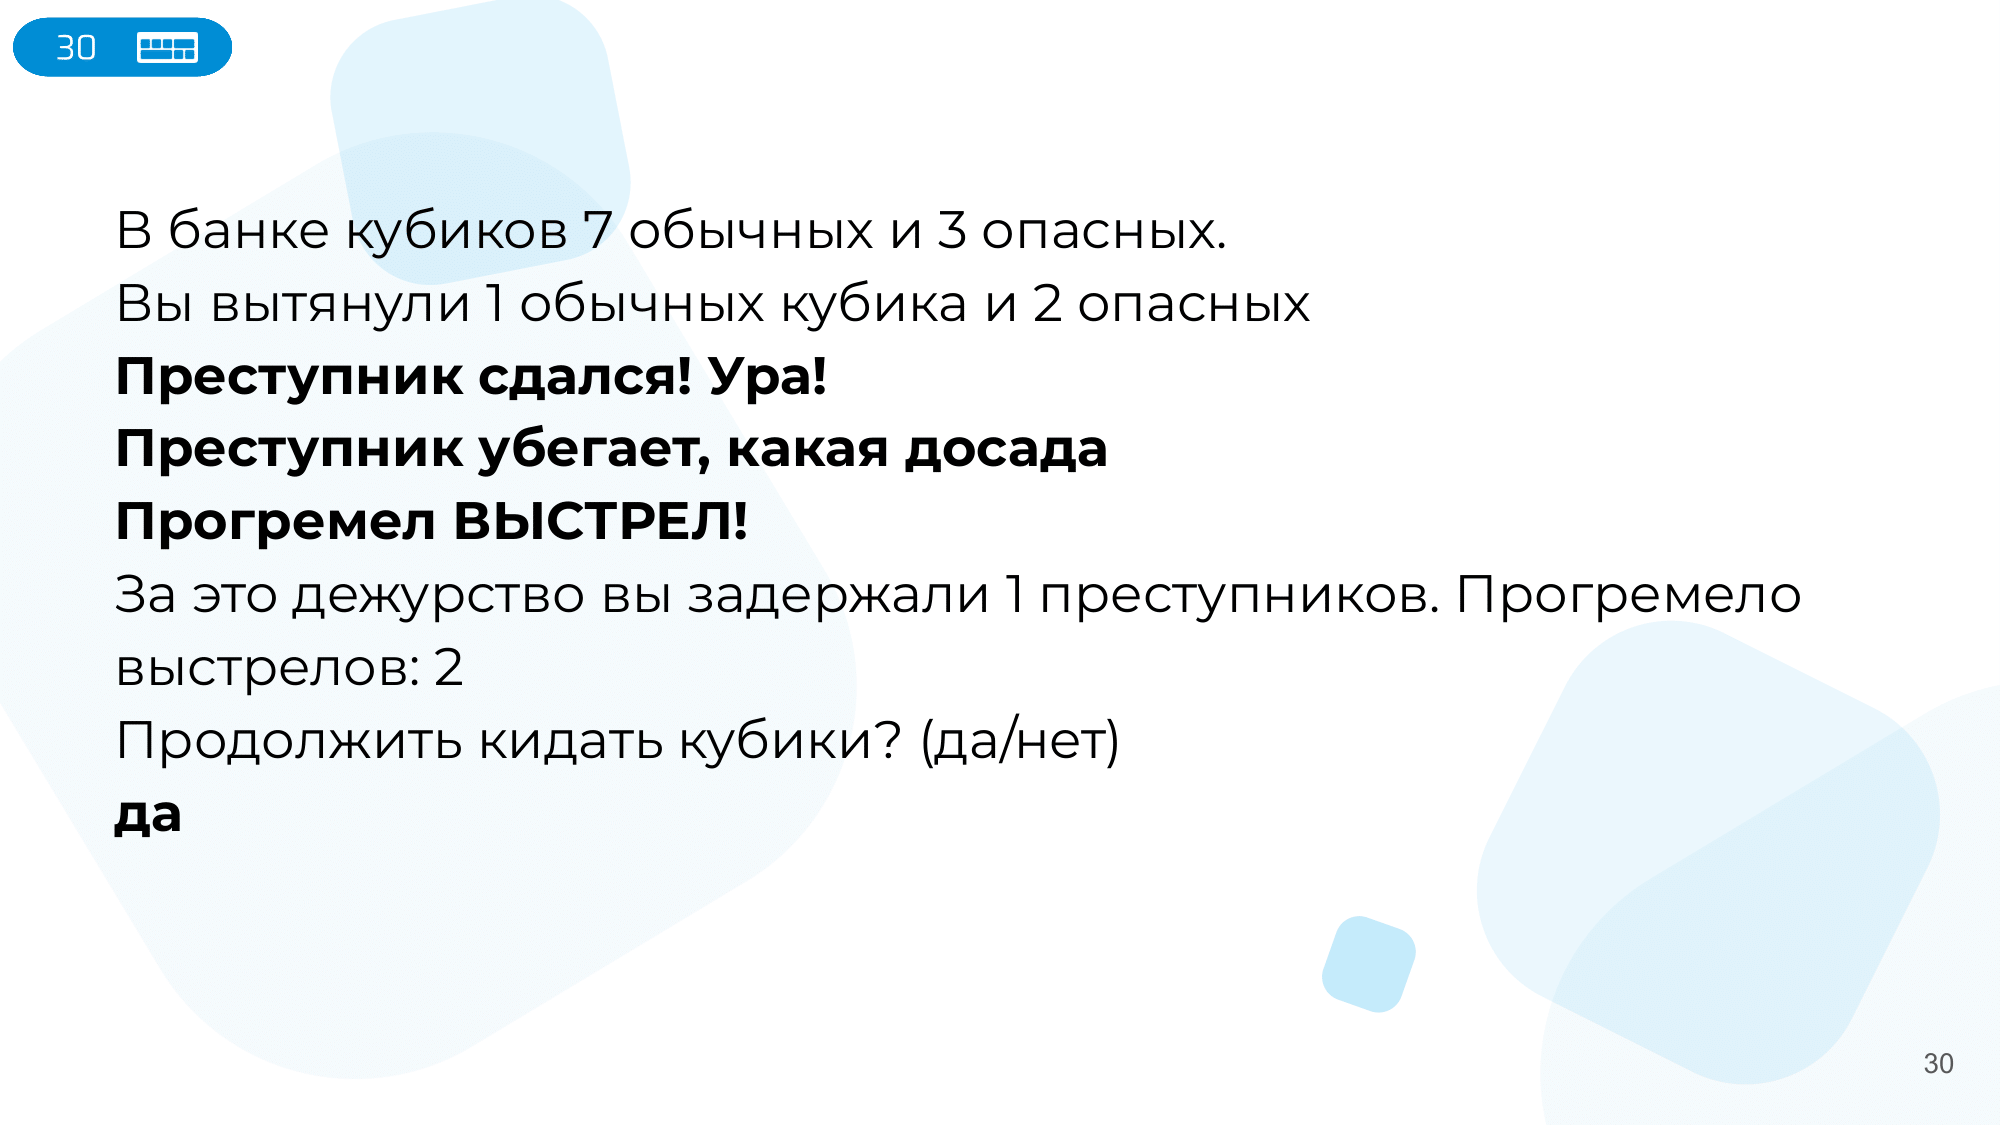 30
В банке кубиков 7 обычных и 3 опасных.
Вы вытянули 1 обычных кубика и 2 опасных
Преступник сдался! Ура!
Преступник убегает, какая досада
Прогремел ВЫСТРЕЛ!
За это дежурство вы задержали 1 преступников. Прогремело
выстрелов: 2
Продолжить кидать кубики? (да/нет)
да
30